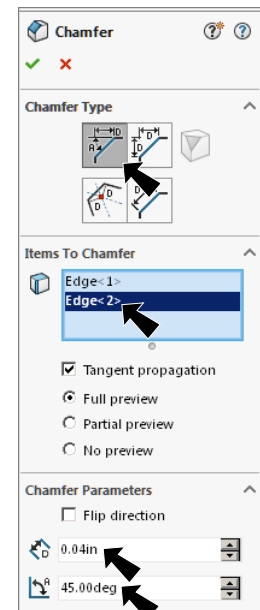 Chamfer
Chamfer Type
Items To Chamfer
Edge<1>
Edge<2>
Tangent propagation
Full preview
Partial preview
No preview
Chamfer Parameters
Flip direction
0.04in
45.00deg